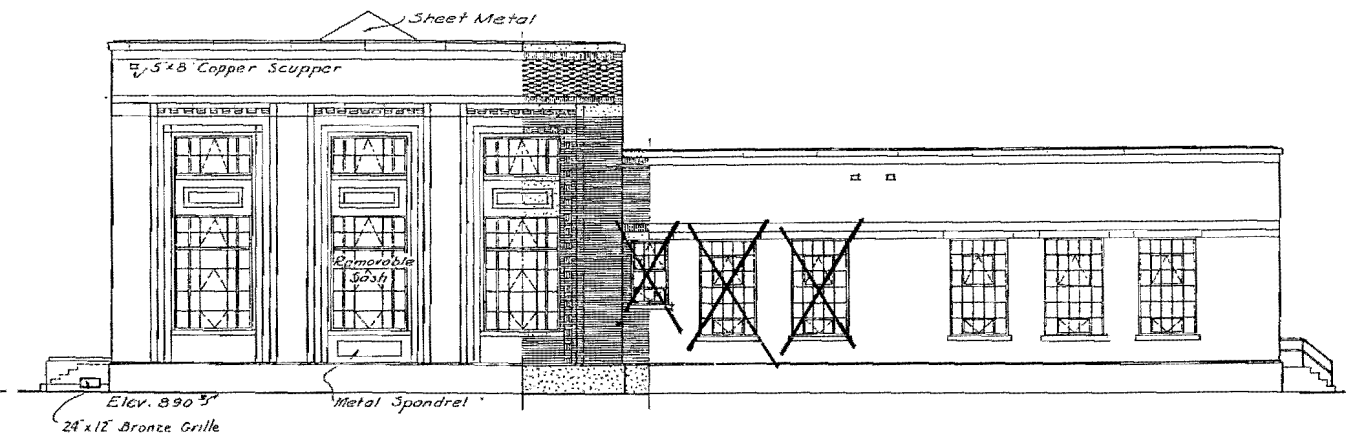 Sheet Metal
5"x8" Copper Scupper
Removable
Sash
Elev. 890
Metal Spandrel
24"x12" Bronze Grille